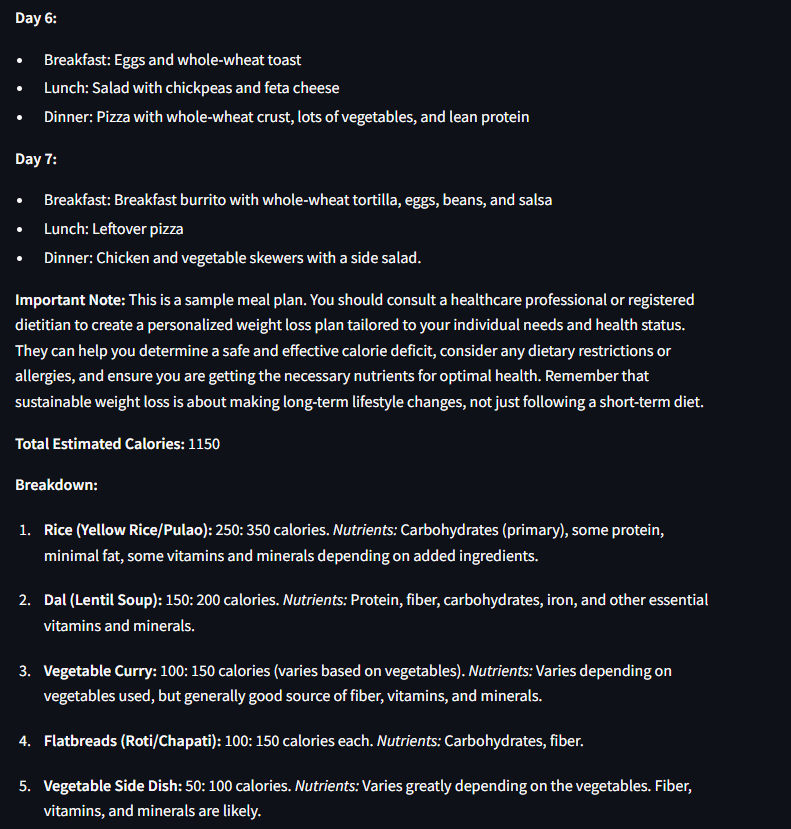 Day 6:
• Breakfast: Eggs and whole-wheat toast
• Lunch: Salad with chickpeas and feta cheese
• Dinner: Pizza with whole-wheat crust, lots of vegetables, and lean protein
Day 7:
• Breakfast: Breakfast burrito with whole-wheat tortilla, eggs, beans, and salsa
• Lunch: Leftover pizza
• Dinner: Chicken and vegetable skewers with a side salad.
Important Note: This is a sample meal plan. You should consult a healthcare professional or registered
dietitian to create a personalized weight loss plan tailored to your individual needs and health status.
They can help you determine a safe and effective calorie deficit, consider any dietary restrictions or
allergies, and ensure you are getting the necessary nutrients for optimal health. Remember that
sustainable weight loss is about making long-term lifestyle changes, not just following a short-term diet.
Total Estimated Calories: 1150
Breakdown:
1. Rice (Yellow Rice/Pulao): 250: 350 calories. Nutrients: Carbohydrates (primary), some protein,
minimal fat, some vitamins and minerals depending on added ingredients.
2. Dal (Lentil Soup): 150: 200 calories. Nutrients: Protein, fiber, carbohydrates, iron, and other essential
vitamins and minerals.
3. Vegetable Curry: 100: 150 calories (varies based on vegetables). Nutrients: Varies depending on
vegetables used, but generally good source of fiber, vitamins, and minerals.
4. Flatbreads (Roti/Chapati): 100: 150 calories each. Nutrients: Carbohydrates, fiber.
5. Vegetable Side Dish: 50: 100 calories. Nutrients: Varies greatly depending on the vegetables. Fiber,
vitamins, and minerals are likely.